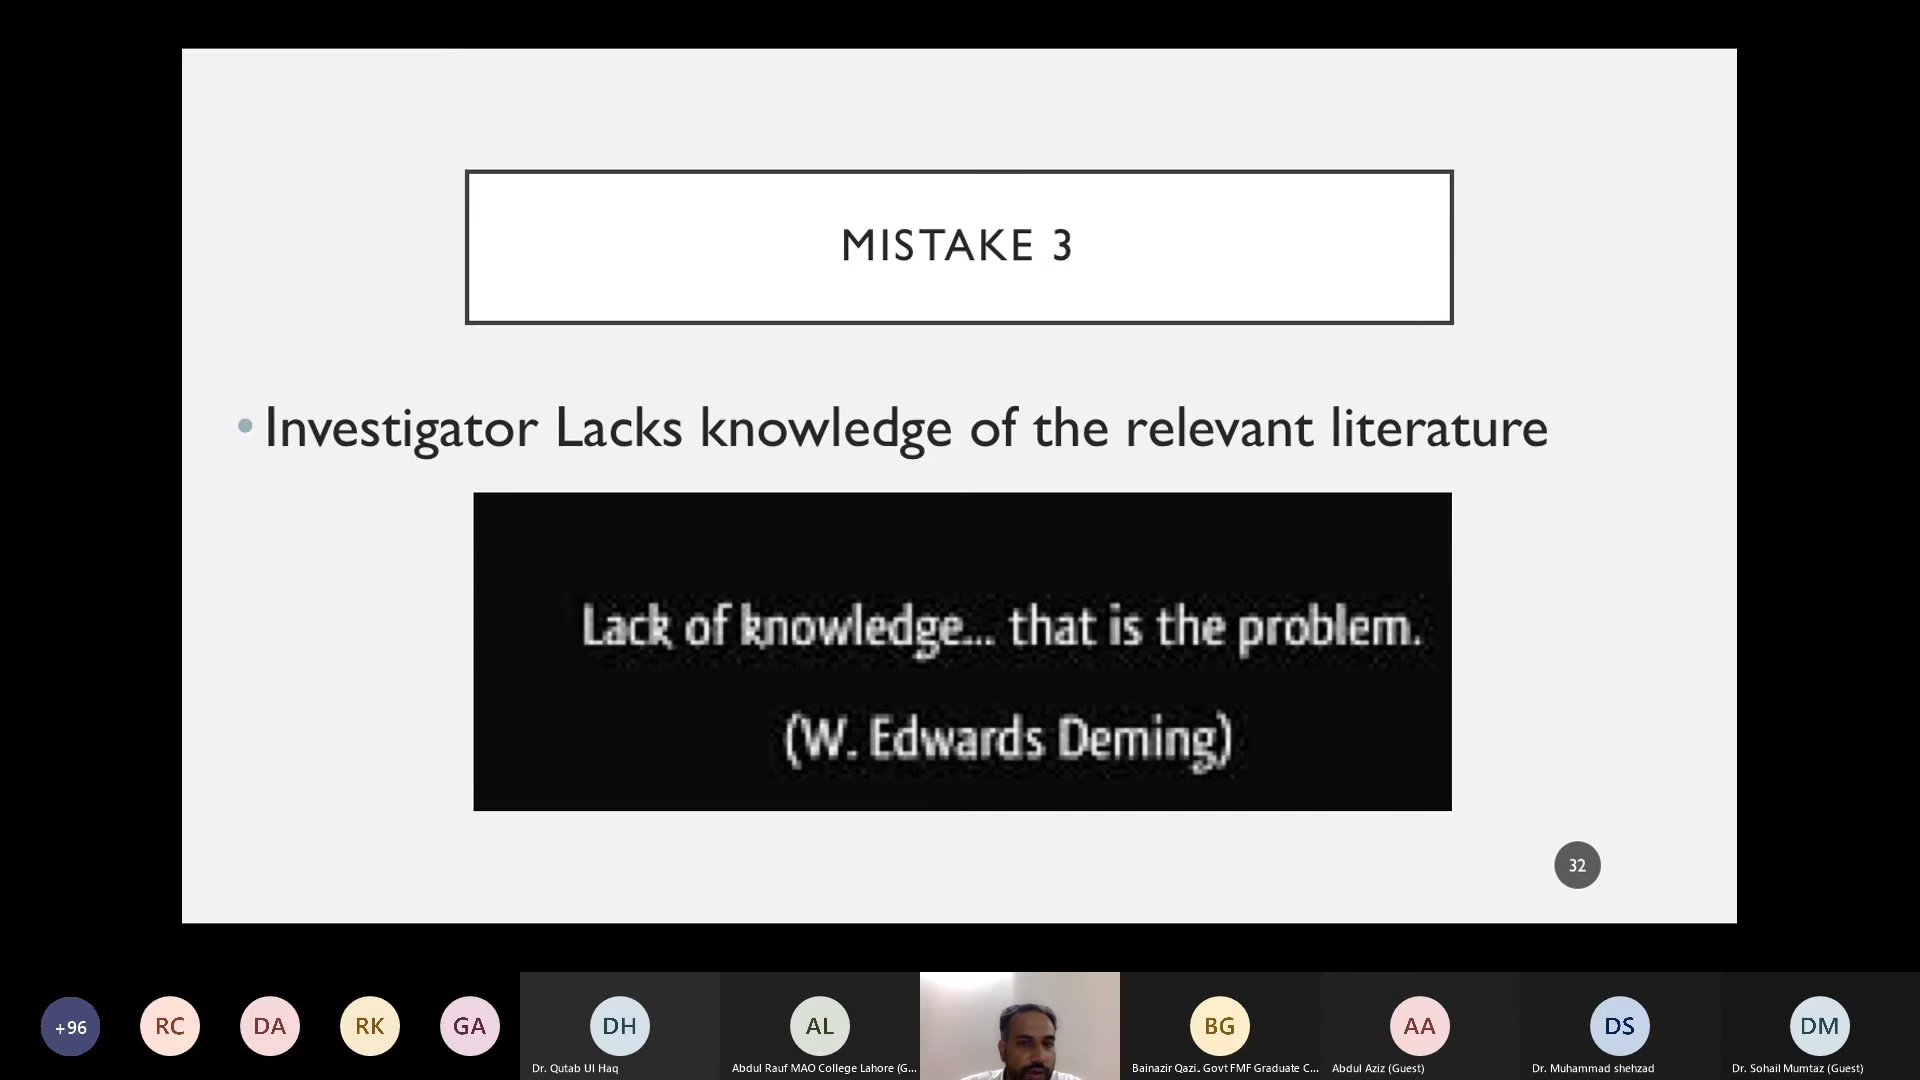 MISTAKE 3
• Investigator Lacks knowledge of the relevant literature
Lack of knowledge... that is the problem.
(W. Edwards Deming)
32
+96
RC
DA
RK
GA
DH
Dr. Qutab Ul Haq
AL
Abdul Rauf MAO College Lahore (G...
BG
Bainazir Qazi. Govt FMF Graduate C...
AA
Abdul Aziz (Guest)
DS
Dr. Muhammad shehzad
DM
Dr. Sohail Mumtaz (Guest)